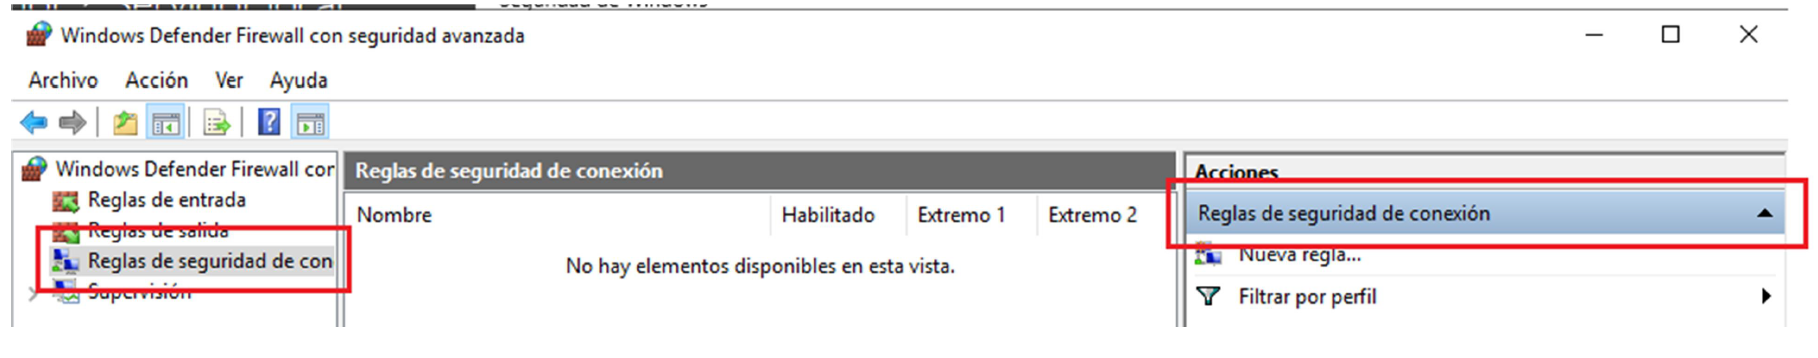 Windows Defender Firewall con seguridad avanzada
Archivo Acción Ver Ayuda
Windows Defender Firewall con
Reglas de entrada
Reglas de salida
Reglas de seguridad de con
Supervisión
Reglas de seguridad de conexión
Nombre Habilitado Extremo 1 Extremo 2
No hay elementos disponibles en esta vista.
Acciones
Reglas de seguridad de conexión
Nueva regla...
Filtrar por perfil